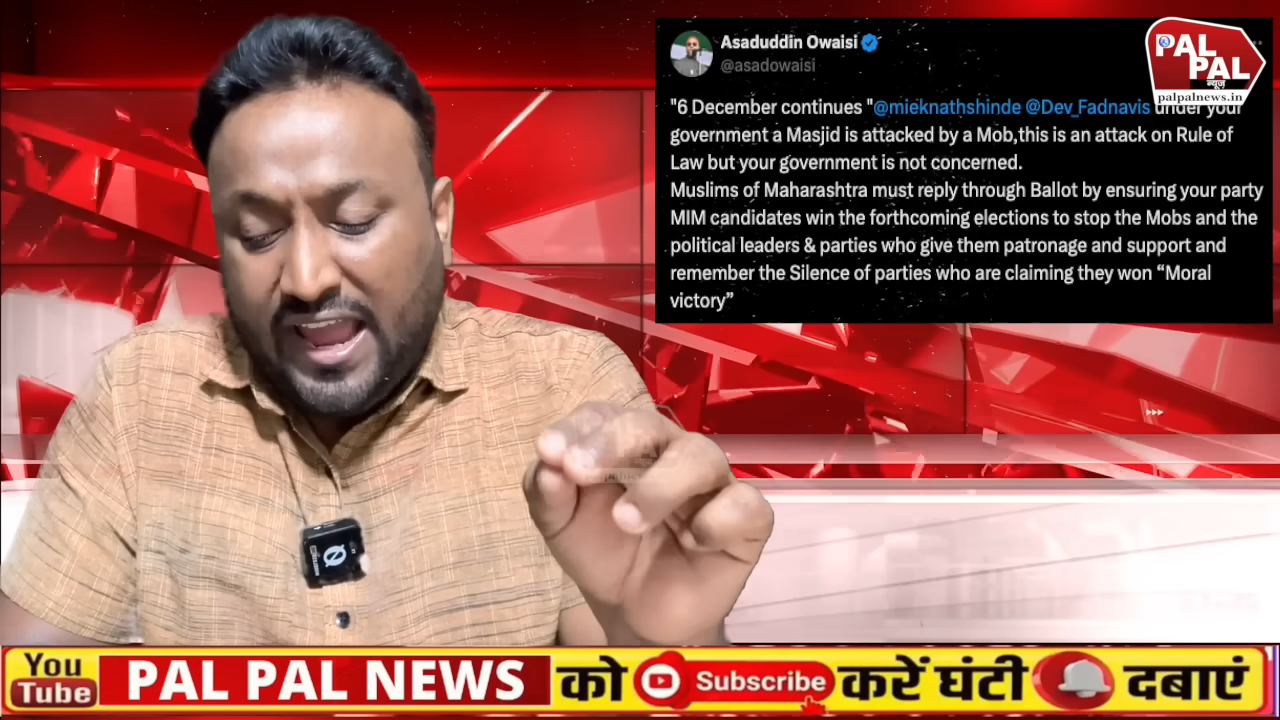 Asaduddin Owaisi
@asadowaisi
"6 December continues "@mieknathshinde @Dev_Fadnavis under your
government a Masjid is attacked by a Mob,this is an attack on Rule of
Law but your government is not concerned.
Muslims of Maharashtra must reply through Ballot by ensuring your party
MIM candidates win the forthcoming elections to stop the Mobs and the
political leaders & parties who give them patronage and support and
remember the Silence of parties who are claiming they won “Moral
victory”
PAL
PAL
न्यूज़
palpalnews.in
You
Tube
PAL PAL NEWS को Subscribe करें घंटी दबाएं